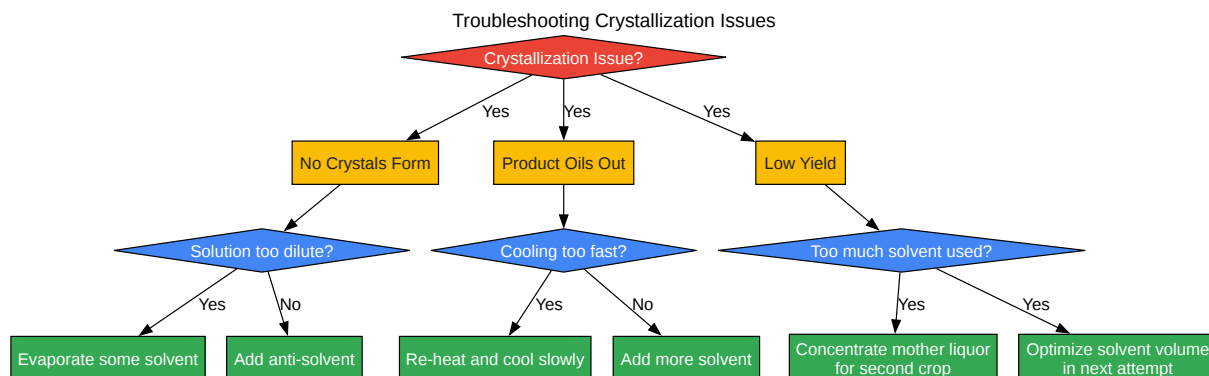 Troubleshooting Crystallization Issues
Crystallization Issue?
Yes
Yes
Yes
No Crystals Form
Product Oils Out
Low Yield
Solution too dilute?
Cooling too fast?
Too much solvent used?
Yes
No
Yes
No
Yes
Yes
Evaporate some solvent
Add anti-solvent
Re-heat and cool slowly
Add more solvent
Concentrate mother liquor
for second crop
Optimize solvent volume
in next attempt